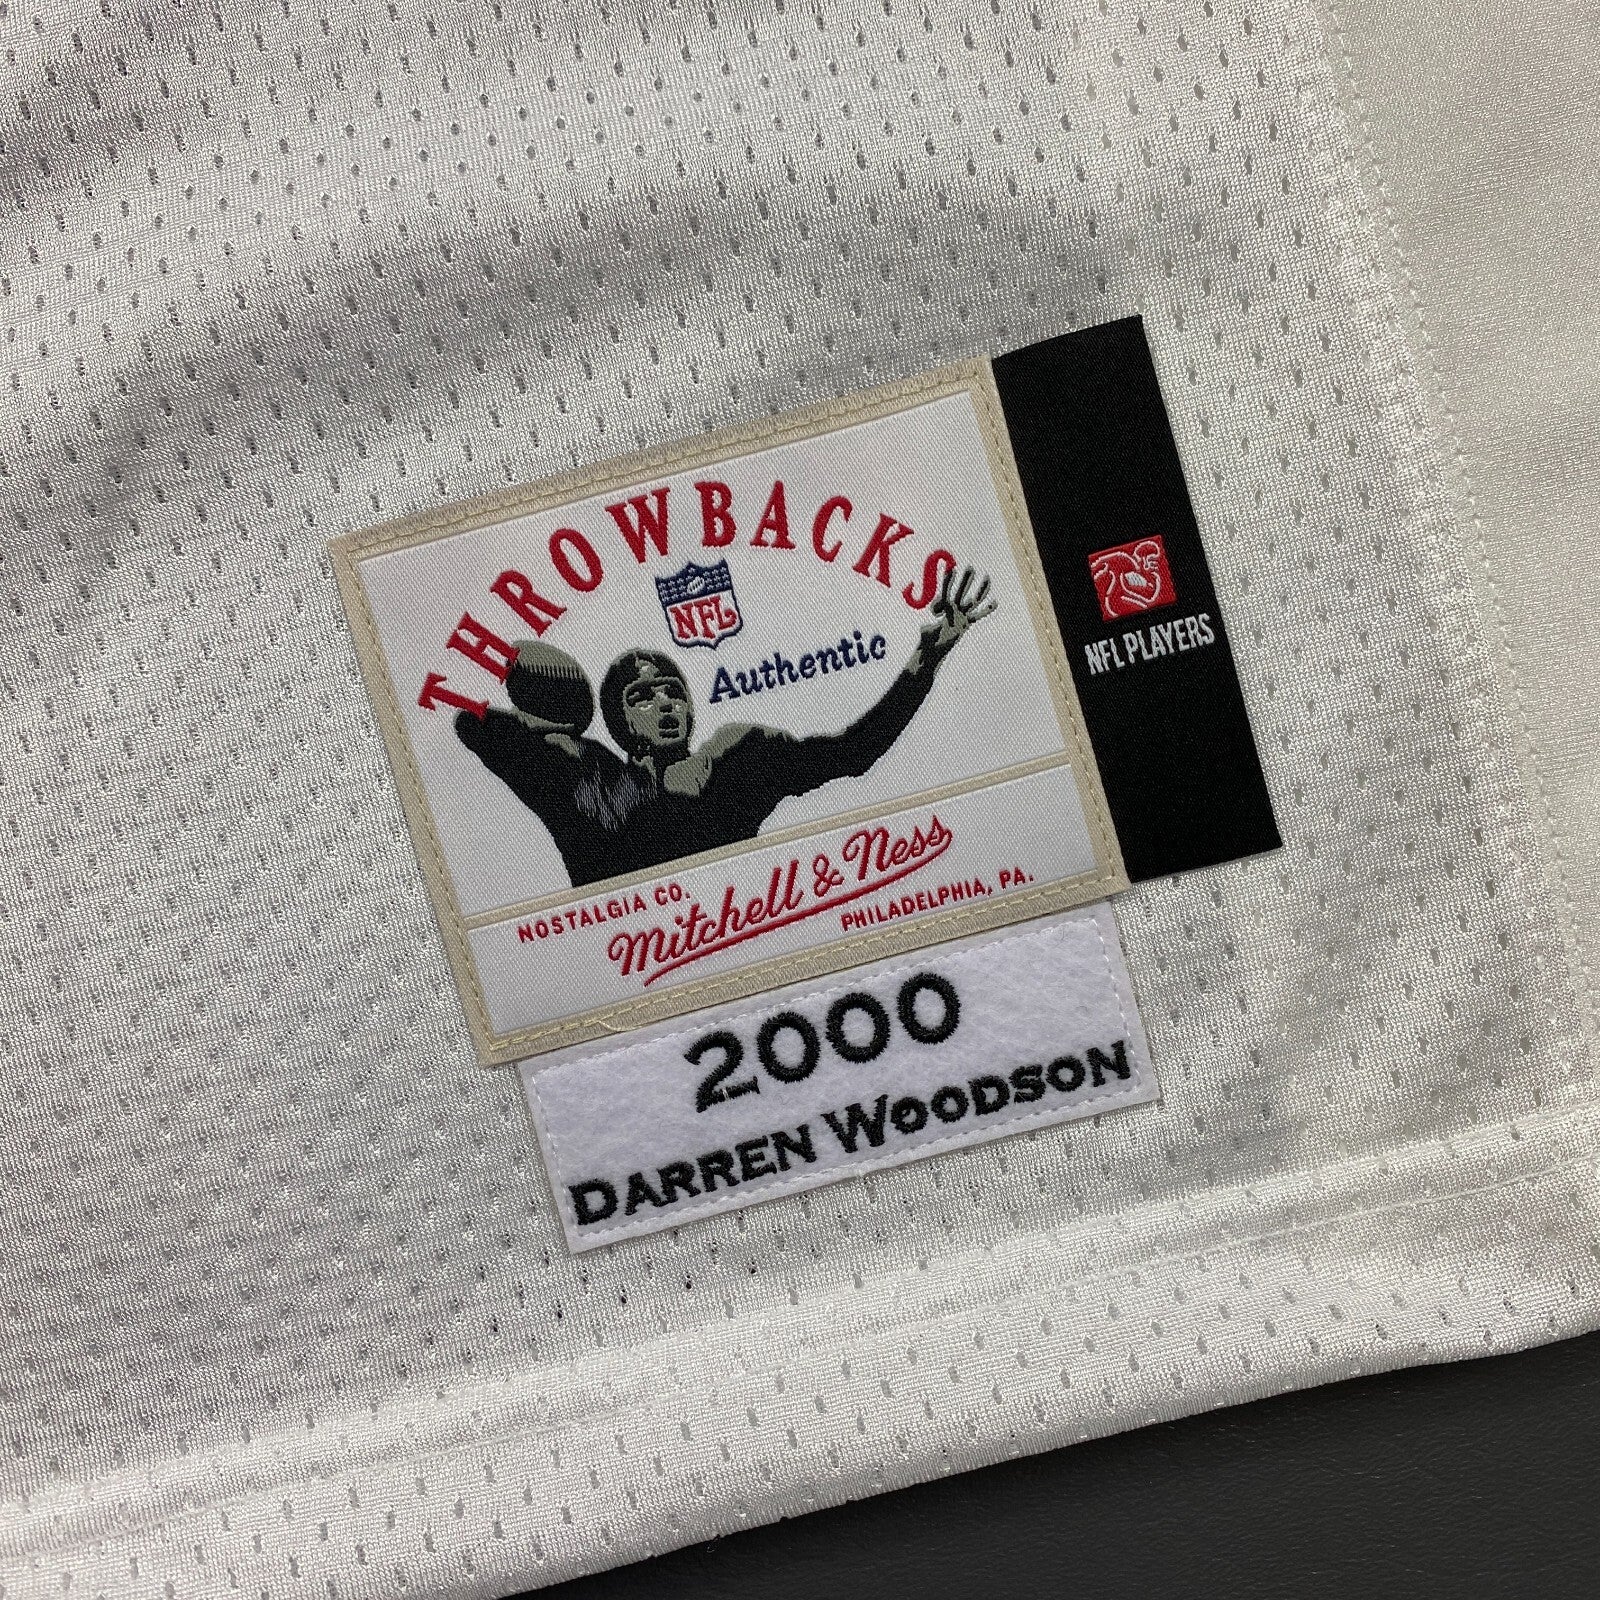 THROWBACKS
NFL
Authentic
NFL PLAYERS
NOSTALGIA CO.
Mitchell & Ness
PHILADELPHIA, PA.
2000
DARREN WOODSON